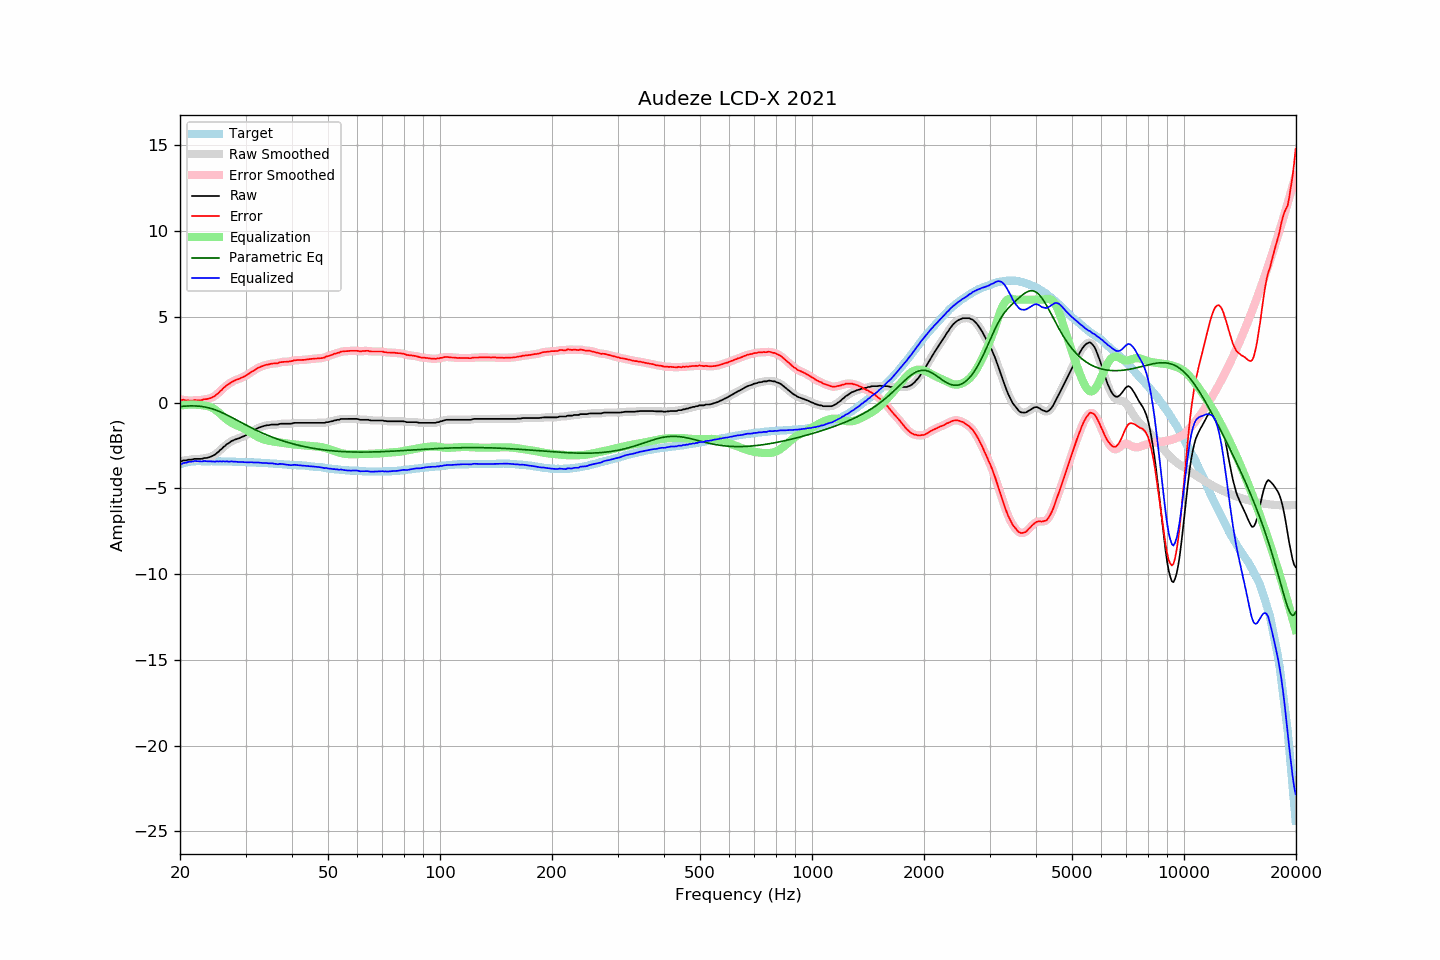 Audeze LCD-X 2021
Target
Raw Smoothed
Error Smoothed
Raw
Error
Equalization
Parametric Eq
Equalized
15
10
5
0
−5
−10
−15
−20
−25
Amplitude (dBr)
20 50 100 200 500 1000 2000 5000 10000 20000
Frequency (Hz)